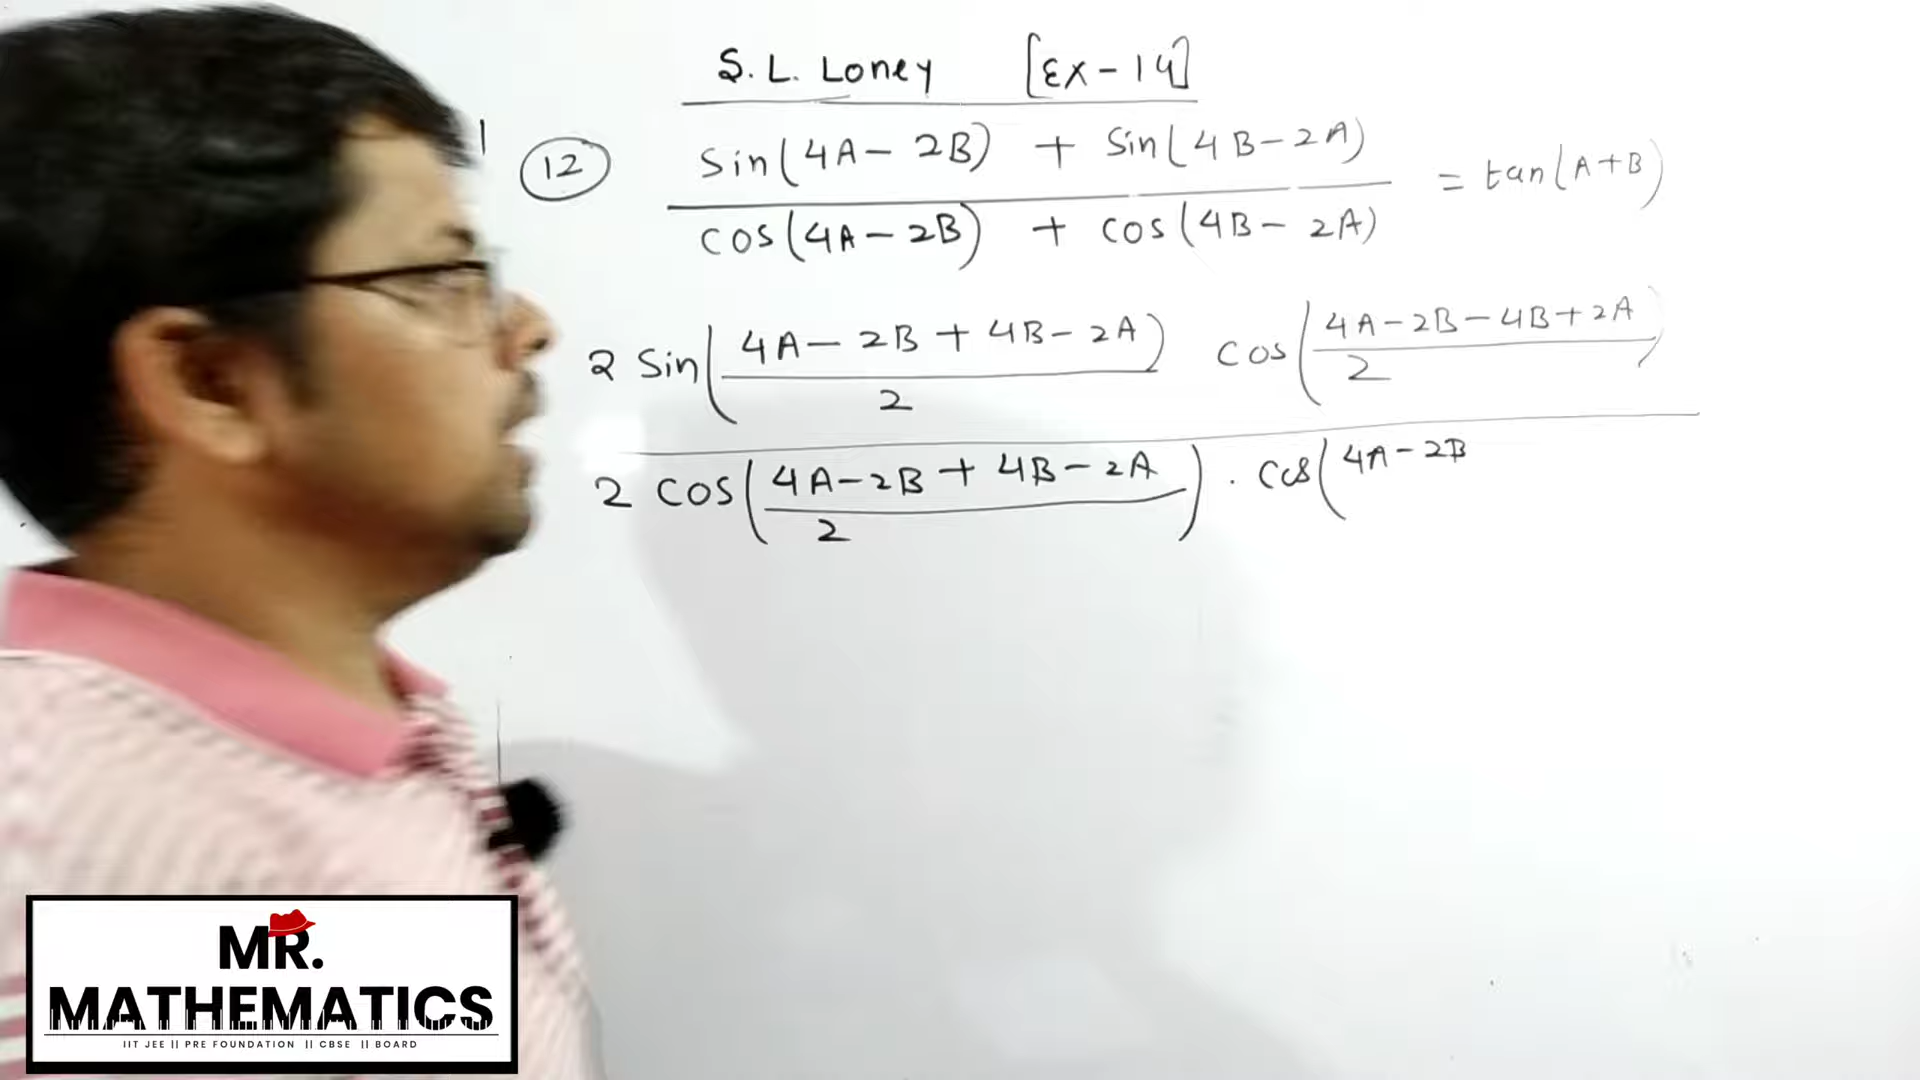 S. L. Loney [Ex-14]
(12) sin(4A - 2B) + Sin(4B - 2A)
cos(4A - 2B) + cos(4B - 2A)
= tan(A + B)
2 Sin(4A - 2B + 4B - 2A) cos(4A - 2B - 4B + 2A)
2 2
2 cos(4A - 2B + 4B - 2A) . cos(4A - 2B
2
MR.
MATHEMATICS
IIT JEE || PRE FOUNDATION || CBSE || BOARD